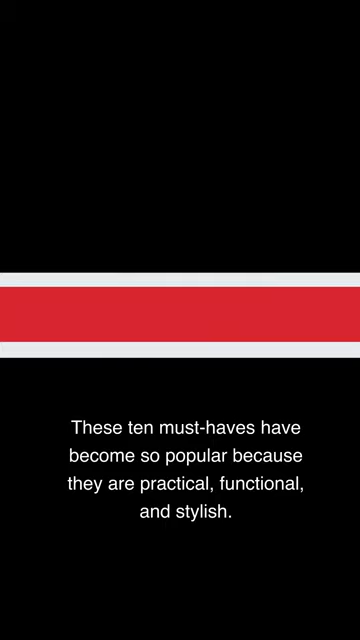 These ten must-haves have
become so popular because
they are practical, functional,
and stylish.